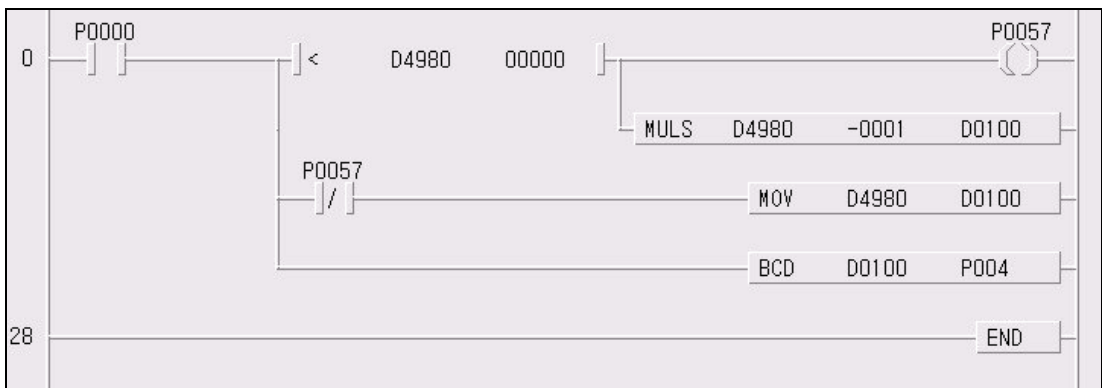 P0000 P0057
0 < D4980 00000 ( )
MULS D4980 -0001 D0100
P0057
/ MOV D4980 D0100
BCD D0100 P004
28 END